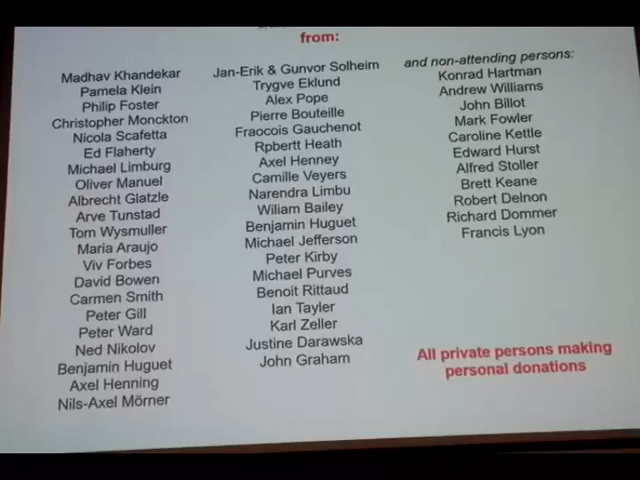 from:
Madhav Khandekar
Pamela Klein
Philip Foster
Christopher Monckton
Nicola Scafetta
Ed Flaherty
Michael Limburg
Oliver Manuel
Albrecht Glatzle
Arve Tunstad
Tom Wysmuller
Maria Araujo
Viv Forbes
David Bowen
Carmen Smith
Peter Gill
Peter Ward
Ned Nikolov
Benjamin Huguet
Axel Henning
Nils-Axel Mörner
Jan-Erik & Gunvor Solheim
Trygve Eklund
Alex Pope
Pierre Bouteille
Fraocois Gauchenot
Rpbertt Heath
Axel Henney
Camille Veyers
Narendra Limbu
Wiliam Bailey
Benjamin Huguet
Michael Jefferson
Peter Kirby
Michael Purves
Benoit Rittaud
Ian Tayler
Karl Zeller
Justine Darawska
John Graham
and non-attending persons:
Konrad Hartman
Andrew Williams
John Billot
Mark Fowler
Caroline Kettle
Edward Hurst
Alfred Stoller
Brett Keane
Robert Delnon
Richard Dommer
Francis Lyon
All private persons making
personal donations